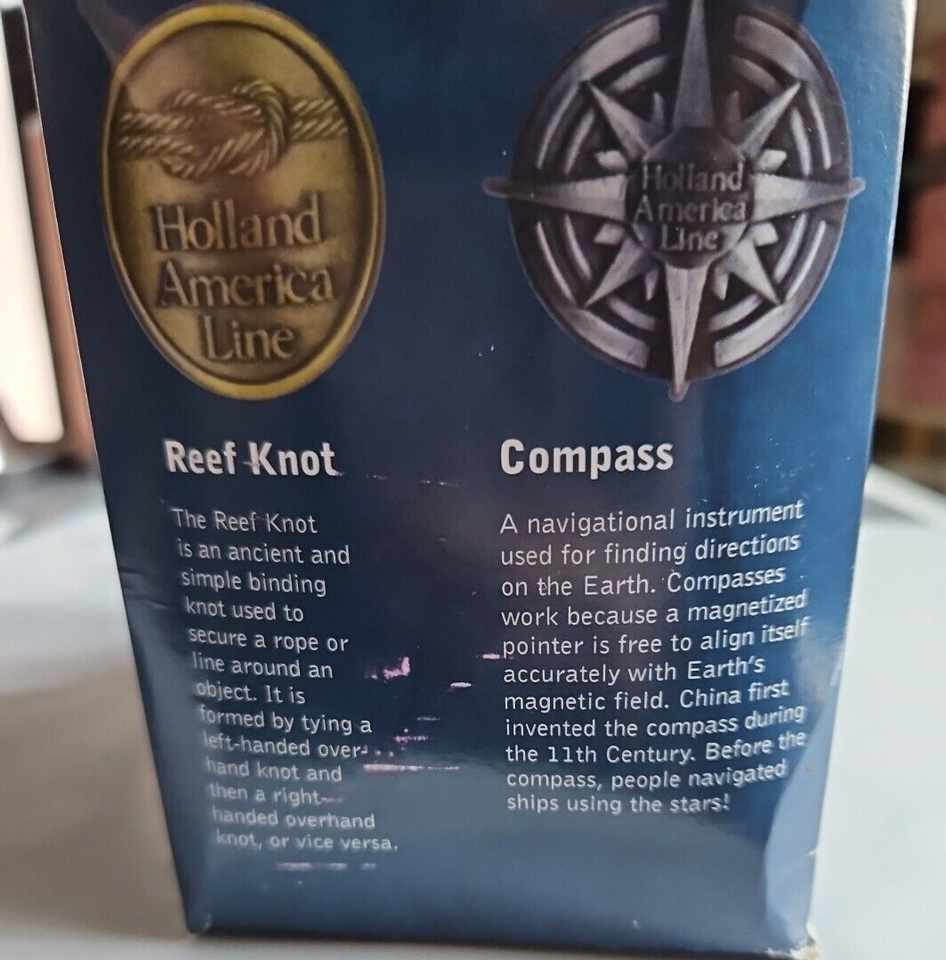 Holland
America
Line
Holland
America
Line
Reef Knot
The Reef Knot
is an ancient and
simple binding
knot used to
secure a rope or
line around an
object. It is
formed by tying a
left-handed over-
hand knot and
then a right-
handed overhand
knot, or vice versa.
Compass
A navigational instrument
used for finding directions
on the Earth. Compasses
work because a magnetized
pointer is free to align itself
accurately with Earth's
magnetic field. China first
invented the compass during
the 11th Century. Before the
compass, people navigated
ships using the stars!